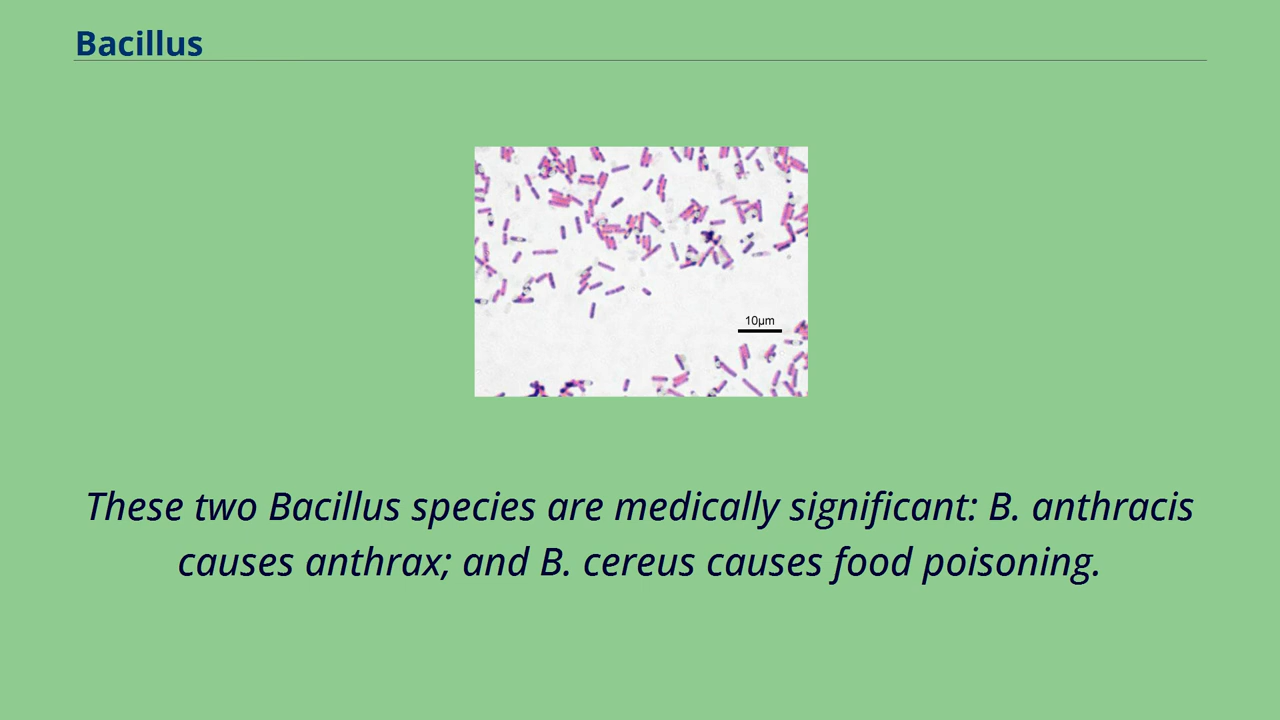 Bacillus
10µm
These two Bacillus species are medically significant: B. anthracis
causes anthrax; and B. cereus causes food poisoning.